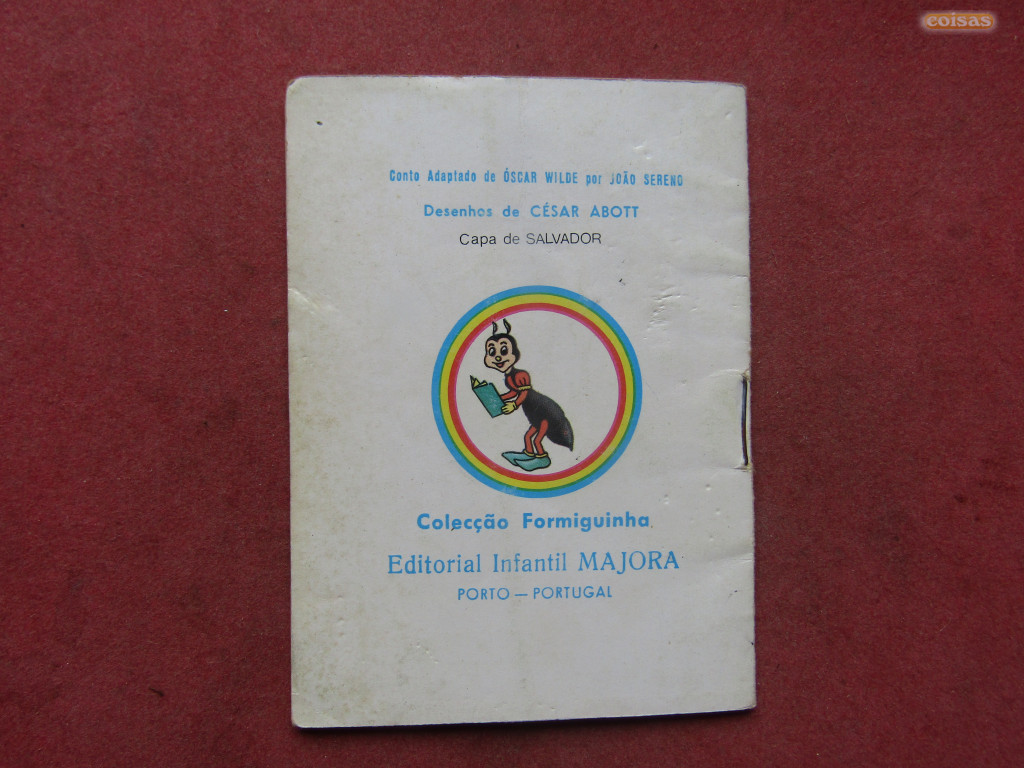 coisas
Conto Adaptado de ÓSCAR WILDE por JOÃO SERENO
Desenhos de CÉSAR ABOTT
Capa de SALVADOR
Colecção Formiguinha
Editorial Infantil MAJORA
PORTO — PORTUGAL